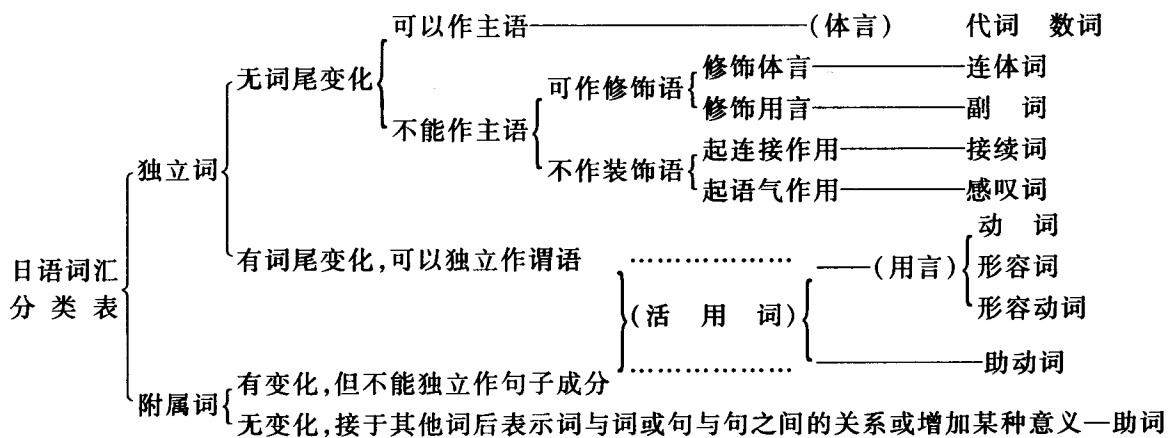 可以作主语——(体言) 代词 数词
无词尾变化
修饰体言——连体词
可作修饰语
修饰用言——副 词
不能作主语
起连接作用——接续词
不作装饰语
独立词
起语气作用——感叹词
动 词
有词尾变化,可以独立作谓语 ………………——(用言)
形容词
日语词汇
分 类 表
形容动词
(活 用 词)
………………——助动词
有变化,但不能独立作句子成分
附属词
无变化,接于其他词后表示词与词或句与句之间的关系或增加某种意义—助词